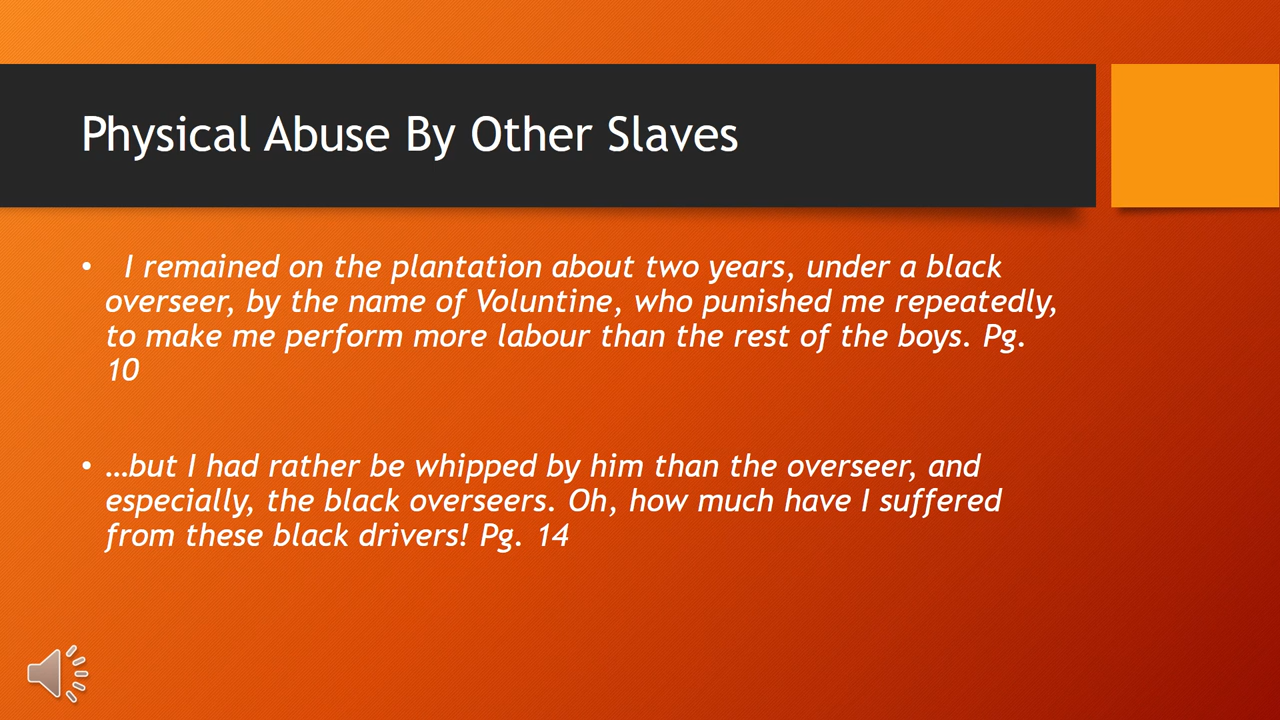 Physical Abuse By Other Slaves
• I remained on the plantation about two years, under a black
overseer, by the name of Voluntine, who punished me repeatedly,
to make me perform more labour than the rest of the boys. Pg.
10
• …but I had rather be whipped by him than the overseer, and
especially, the black overseers. Oh, how much have I suffered
from these black drivers! Pg. 14